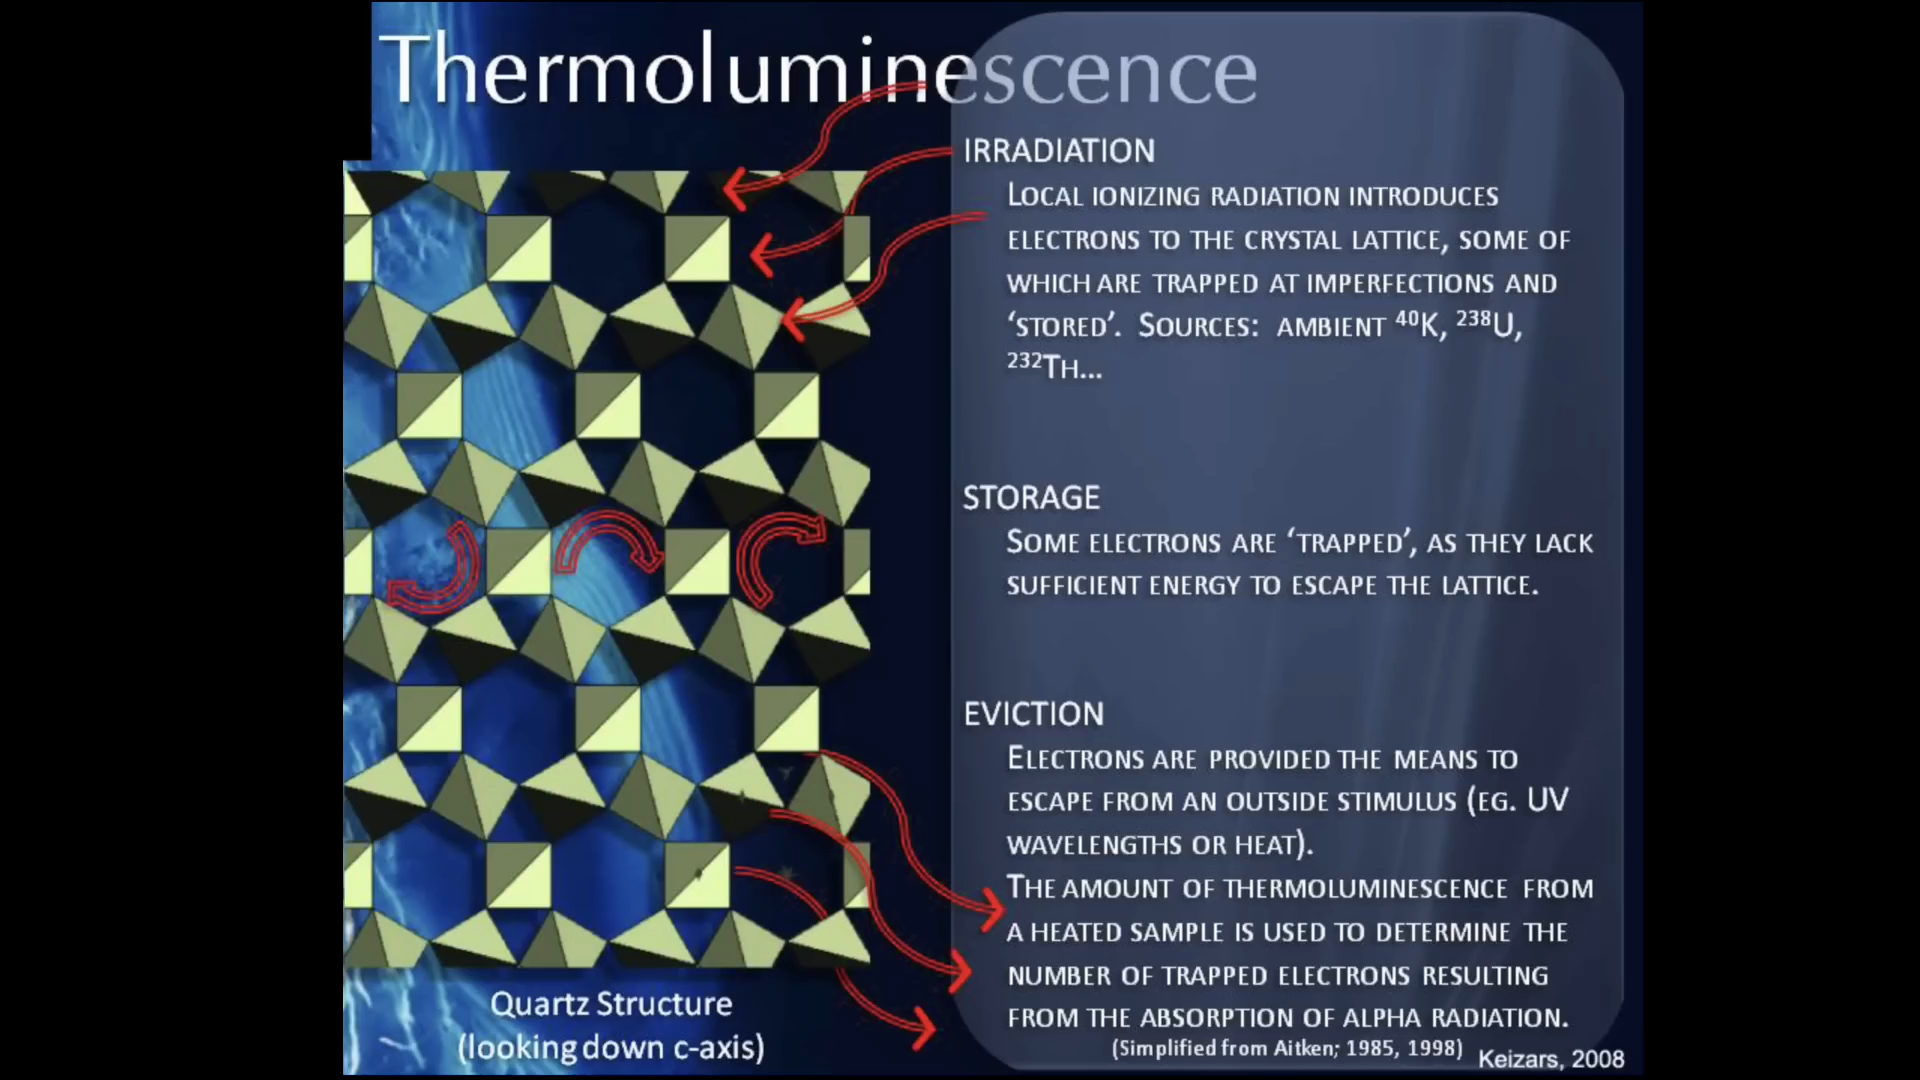 Thermoluminescence
IRRADIATION
LOCAL IONIZING RADIATION INTRODUCES
ELECTRONS TO THE CRYSTAL LATTICE, SOME OF
WHICH ARE TRAPPED AT IMPERFECTIONS AND
‘STORED’. SOURCES: AMBIENT ⁴⁰K, ²³⁸U,
²³²TH...
STORAGE
SOME ELECTRONS ARE ‘TRAPPED’, AS THEY LACK
SUFFICIENT ENERGY TO ESCAPE THE LATTICE.
EVICTION
ELECTRONS ARE PROVIDED THE MEANS TO
ESCAPE FROM AN OUTSIDE STIMULUS (EG. UV
WAVELENGTHS OR HEAT).
THE AMOUNT OF THERMOLUMINESCENCE FROM
A HEATED SAMPLE IS USED TO DETERMINE THE
NUMBER OF TRAPPED ELECTRONS RESULTING
FROM THE ABSORPTION OF ALPHA RADIATION.
(Simplified from Aitken; 1985, 1998)
Keizars, 2008
Quartz Structure
(looking down c-axis)